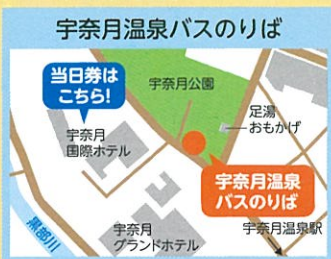 宇奈月温泉バスのりば
当日券は
こちら!
宇奈月公園
足湯
おもかげ
宇奈月
国際ホテル
宇奈月温泉
バスのりば
黒部川
宇奈月
グランドホテル
宇奈月温泉駅